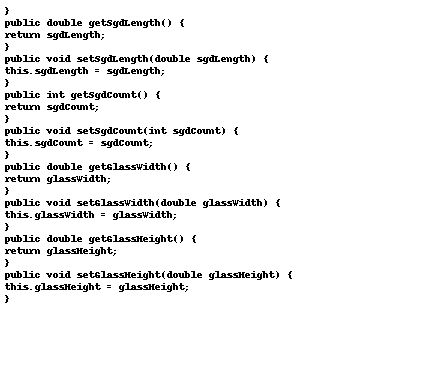 }
public double getSgdLength() {
return sgdLength;
}
public void setSgdLength(double sgdLength) {
this.sgdLength = sgdLength;
}
public int getSgdCount() {
return sgdCount;
}
public void setSgdCount(int sgdCount) {
this.sgdCount = sgdCount;
}
public double getGlassWidth() {
return glassWidth;
}
public void setGlassWidth(double glassWidth) {
this.glassWidth = glassWidth;
}
public double getGlassHeight() {
return glassHeight;
}
public void setGlassHeight(double glassHeight) {
this.glassHeight = glassHeight;
}